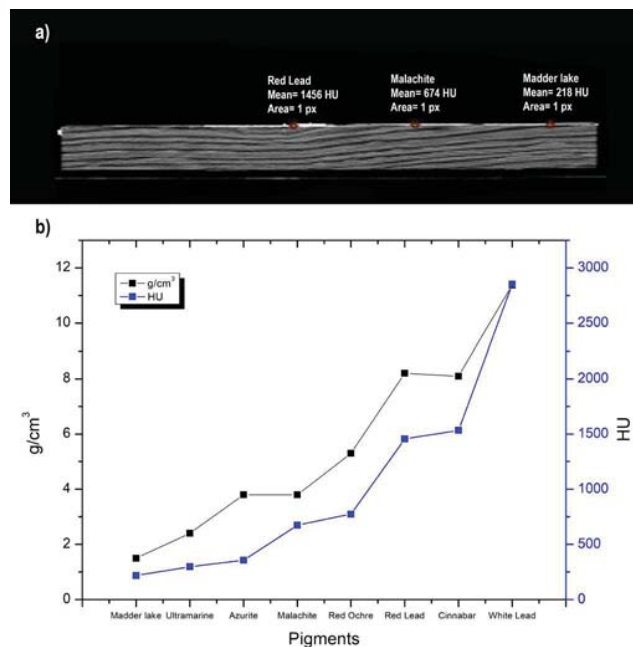 a)
Red Lead
Mean= 1456 HU
Area= 1 px
Malachite
Mean= 674 HU
Area= 1 px
Madder lake
Mean= 218 HU
Area= 1 px
b)
g/cm³
HU
12
10
8
6
4
2
0
g/cm³
3000
2500
2000
1500
1000
500
0
HU
Madder lake Ultramarine Azurite Malachite Red Ochre Red Lead Cinnabar White Lead
Pigments